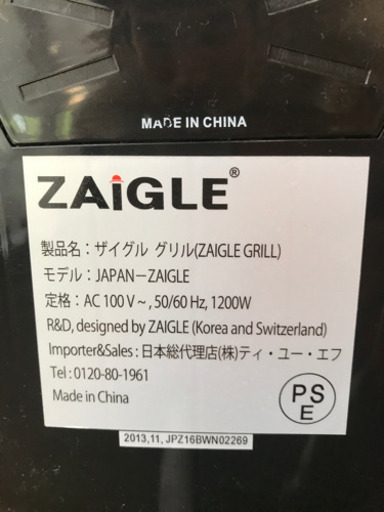 MADE IN CHINA
ZAiGLE®
製品名：ザイグル グリル(ZAIGLE GRILL)
モデル：JAPAN－ZAIGLE
定格：AC 100 V ~ , 50/60 Hz, 1200W
R&D, designed by ZAIGLE (Korea and Switzerland)
Importer&Sales : 日本総代理店(株)ティ・ユー・エフ
Tel : 0120-80-1961
Made in China
PS
E
2013,11, JPZ16BWN02269